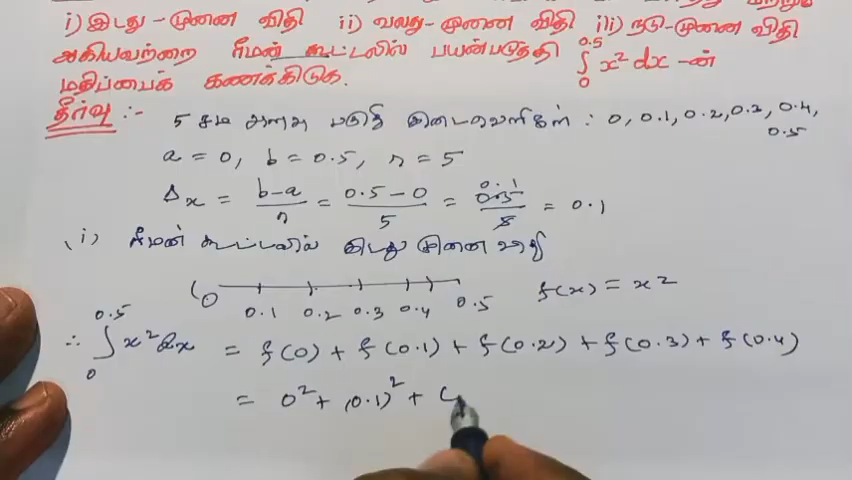 i) இடது-முனை விதி ii) வலது-முனை விதி iii) நடு-முனை விதி
ஆகியவற்றை ரீமன் கூட்டலில் பயன்படுத்தி ∫₀^0.5 x² dx -ன்
மதிப்பைக் கணக்கிடுக.
தீர்வு :-
5 சம அளவு பகுதி இடைவெளிகள் : 0, 0.1, 0.2, 0.3, 0.4, 0.5
a = 0, b = 0.5, n = 5
Δx = b-a/n = 0.5-0/5 = 0.5/5 = 0.1
(i) ரீமன் கூட்டலில் இடது முனை விதி
0 0.1 0.2 0.3 0.4 0.5 f(x) = x²
∴ ∫₀^0.5 x² dx = f(0) + f(0.1) + f(0.2) + f(0.3) + f(0.4)
= 0² + (0.1)² + (